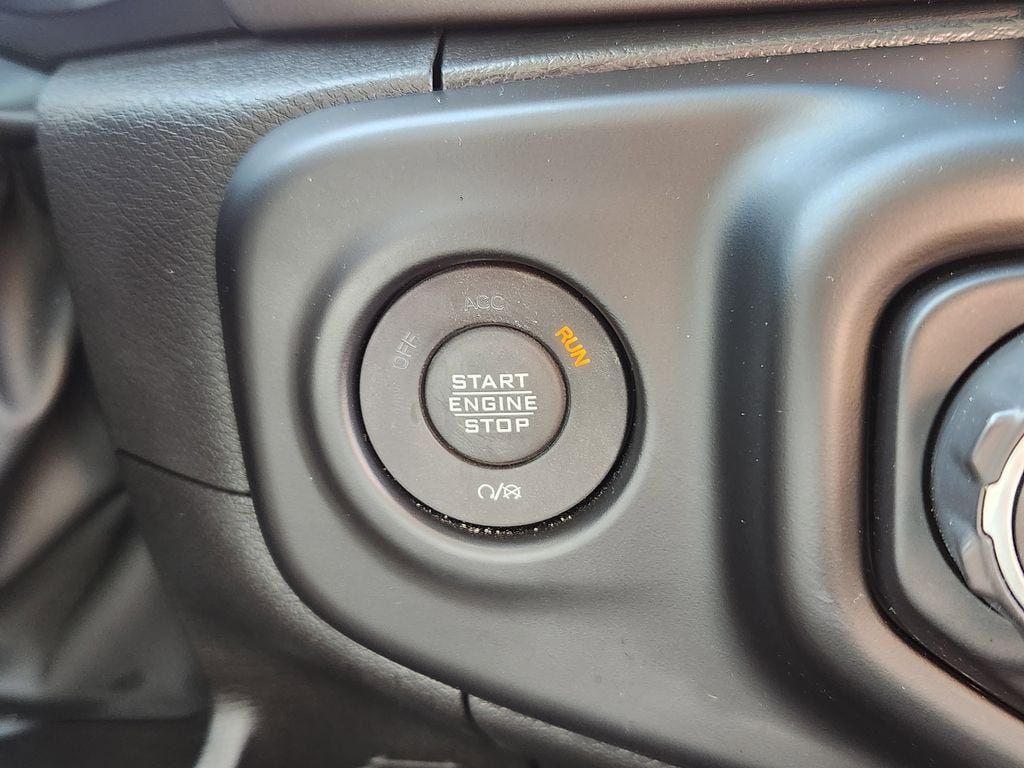 ACC
OFF
RUN
START
ENGINE
STOP